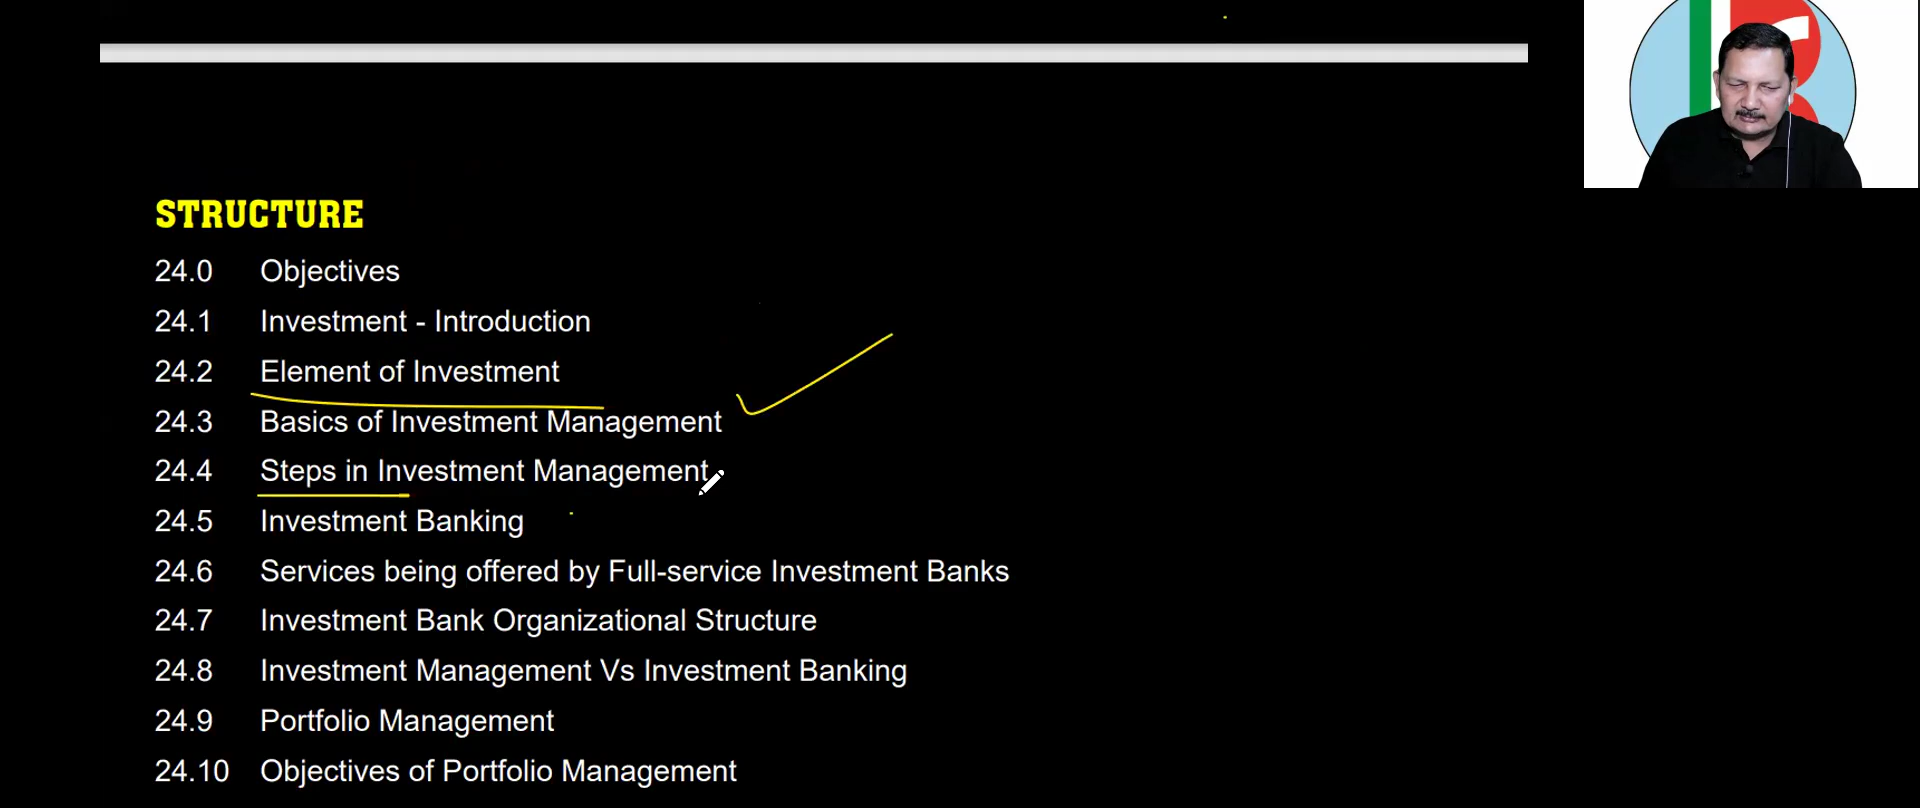 STRUCTURE
24.0 Objectives
24.1 Investment - Introduction
24.2 Element of Investment
24.3 Basics of Investment Management
24.4 Steps in Investment Management
24.5 Investment Banking
24.6 Services being offered by Full-service Investment Banks
24.7 Investment Bank Organizational Structure
24.8 Investment Management Vs Investment Banking
24.9 Portfolio Management
24.10 Objectives of Portfolio Management